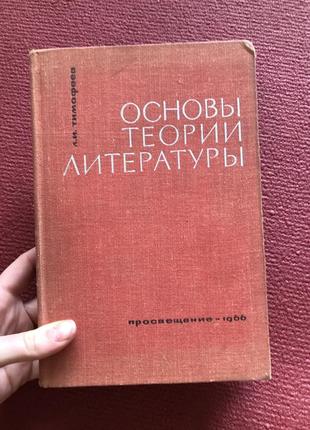 Л.И. Тимофеев
ОСНОВЫ
ТЕОРИИ
ЛИТЕРАТУРЫ
просвещение - 1966